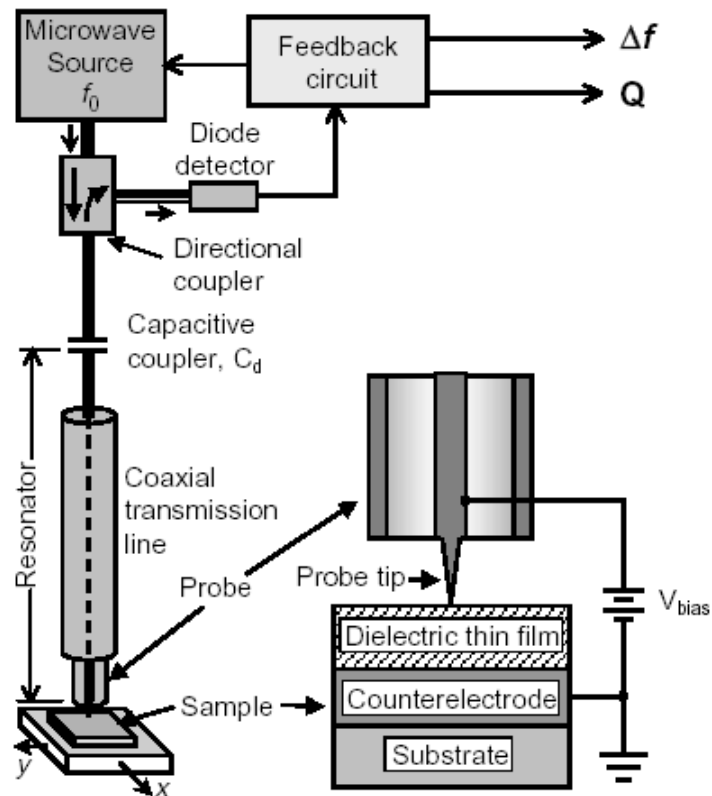 Microwave
Source
f0
Feedback
circuit
Δf
Q
Diode
detector
Directional
coupler
Capacitive
coupler, Cd
Resonator
Coaxial
transmission
line
Probe
Probe tip
Vbias
Dielectric thin film
Sample
Counterelectrode
Substrate
y
x